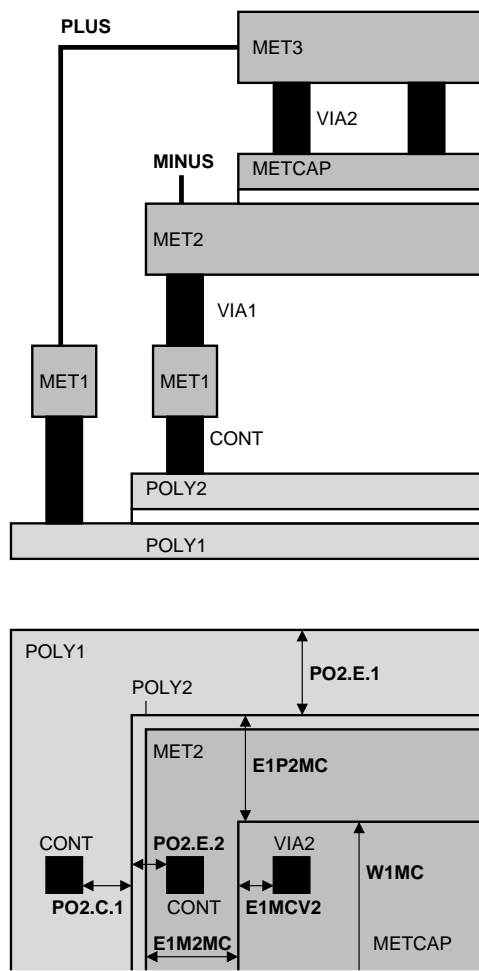 PLUS
MET3
VIA2
MINUS
METCAP
MET2
VIA1
MET1
MET1
CONT
POLY2
POLY1
POLY1
PO2.E.1
POLY2
MET2
E1P2MC
CONT
PO2.E.2
VIA2
W1MC
PO2.C.1
CONT
E1MCV2
E1M2MC
METCAP